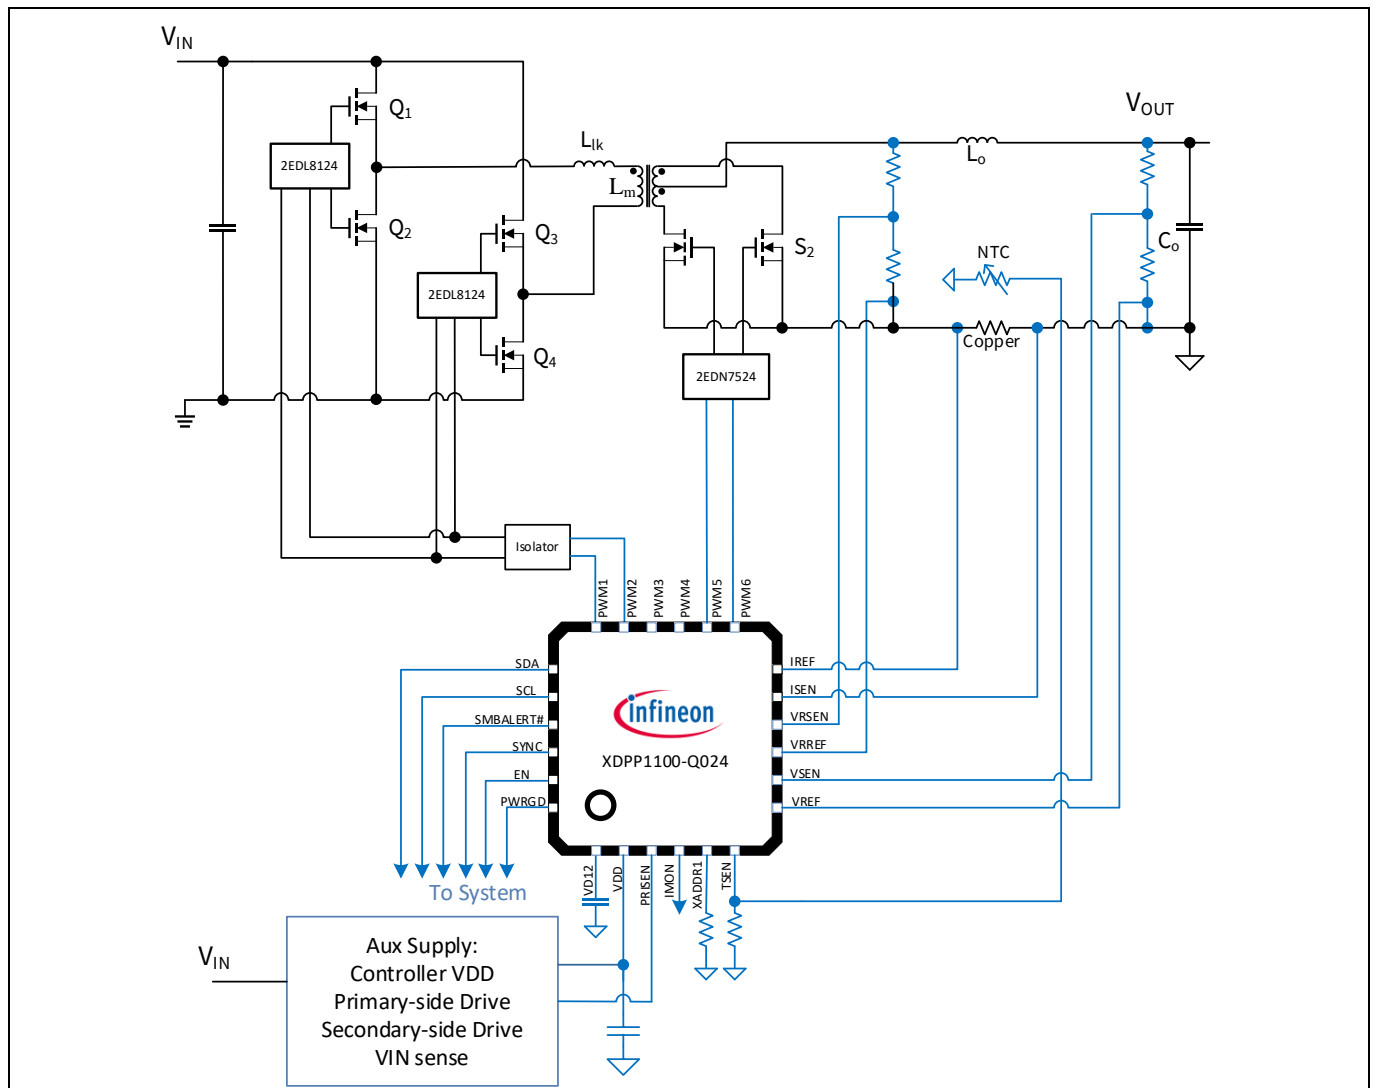 VIN
Q1
2EDL8124
Q2
Q3
2EDL8124
Q4
Llk
Lm
S2
2EDN7524
VOUT
Lo
Co
NTC
Copper
Isolator
PWM1
PWM2
PWM3
PWM4
PWM5
PWM6
SDA
SCL
SMBALERT#
SYNC
EN
PWRGD
infineon
XDPP1100-Q024
IREF
ISEN
VRSEN
VRREF
VSEN
VREF
VD12
VDD
PRISEN
IMON
XADDR1
TSEN
To System
VIN
Aux Supply:
Controller VDD
Primary-side Drive
Secondary-side Drive
VIN sense